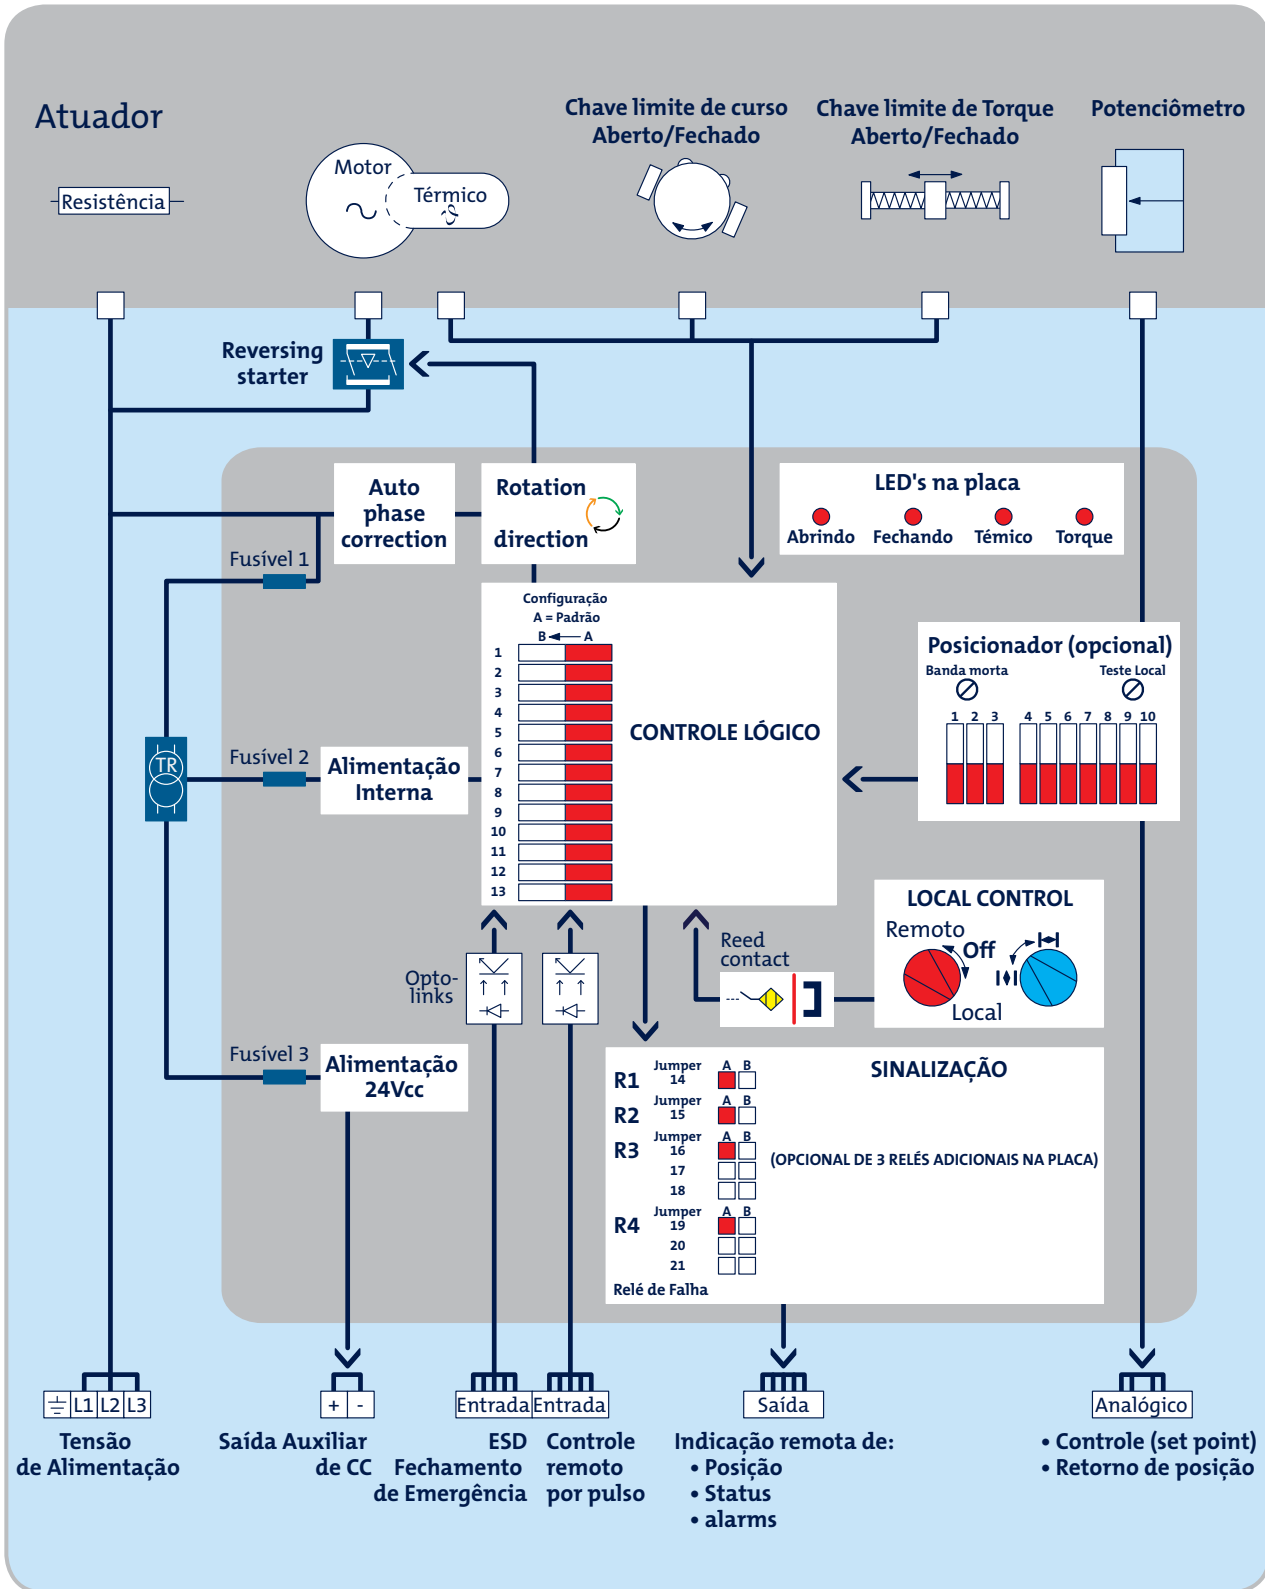 Atuador
Chave limite de curso
Aberto/Fechado
Chave limite de Torque
Aberto/Fechado
Potenciômetro
Resistência
Motor
Térmico
Reversing
starter
Auto
phase
correction
Rotation
direction
LED's na placa
Abrindo
Fechando
Témico
Torque
Fusível 1
Configuração
A = Padrão
B A
1
2
3
4
5
6
7
8
9
10
11
12
13
CONTROLE LÓGICO
Posicionador (opcional)
Banda morta
Teste Local
1 2 3 4 5 6 7 8 9 10
TR
Fusível 2
Alimentação
Interna
LOCAL CONTROL
Remoto
Off
Local
Reed
contact
Opto-
links
Fusível 3
Alimentação
24Vcc
SINALIZAÇÃO
R1 Jumper A B
14
R2 Jumper A B
15
R3 Jumper A B
16
17
18
(OPCIONAL DE 3 RELÉS ADICIONAIS NA PLACA)
R4 Jumper A B
19
20
21
Relé de Falha
L1 L2 L3
+ -
Entrada
Entrada
Saída
Analógico
Tensão
de Alimentação
Saída Auxiliar
de CC
ESD
Fechamento
de Emergência
Controle
remoto
por pulso
Indicação remota de:
• Posição
• Status
• alarms
• Controle (set point)
• Retorno de posição